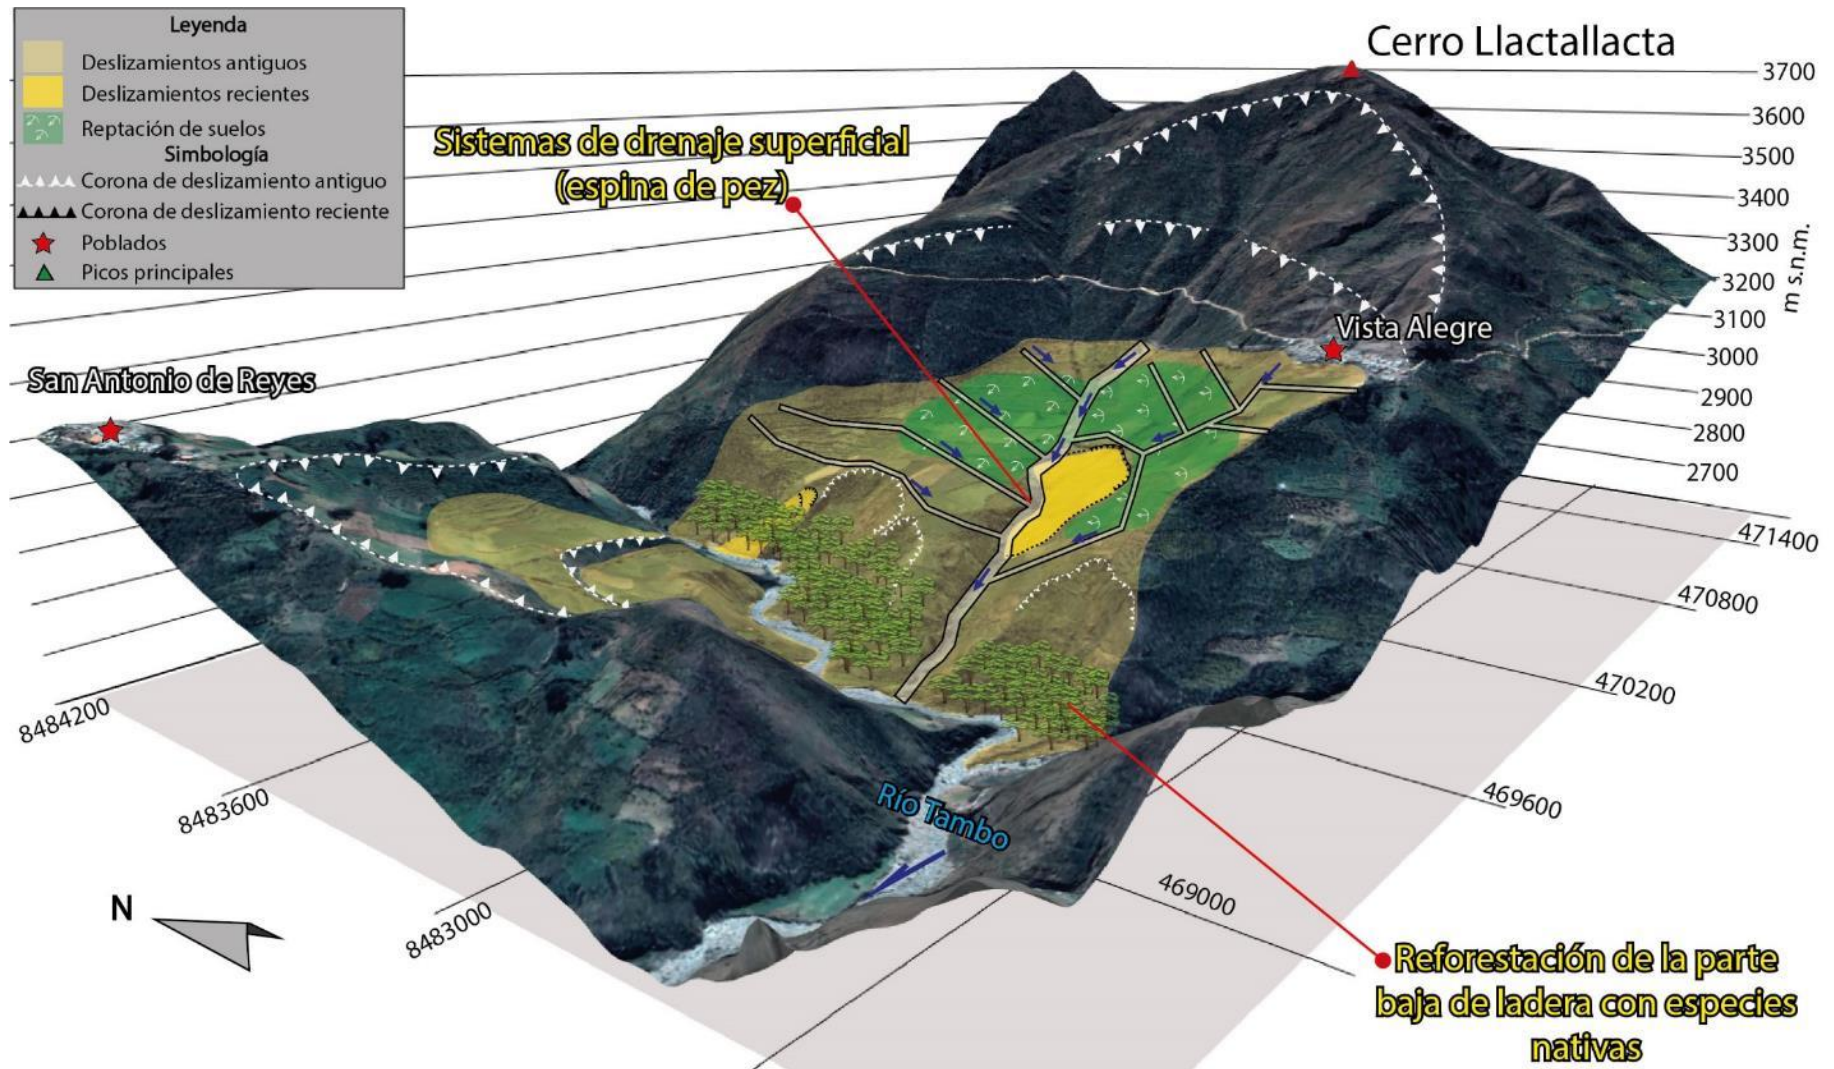 Leyenda
Deslizamientos antiguos
Deslizamientos recientes
Reptación de suelos
Simbología
Corona de deslizamiento antiguo
Corona de deslizamiento reciente
Poblados
Picos principales
Cerro Llactallacta
Sistemas de drenaje superficial
(espina de pez)
3700
3600
3500
3400
3300
3200
3100
3000
2900
2800
2700
m s.n.m.
Vista Alegre
San Antonio de Reyes
471400
470800
470200
469600
469000
8484200
8483600
8483000
Río Tambo
N
Reforestación de la parte
baja de ladera con especies
nativas